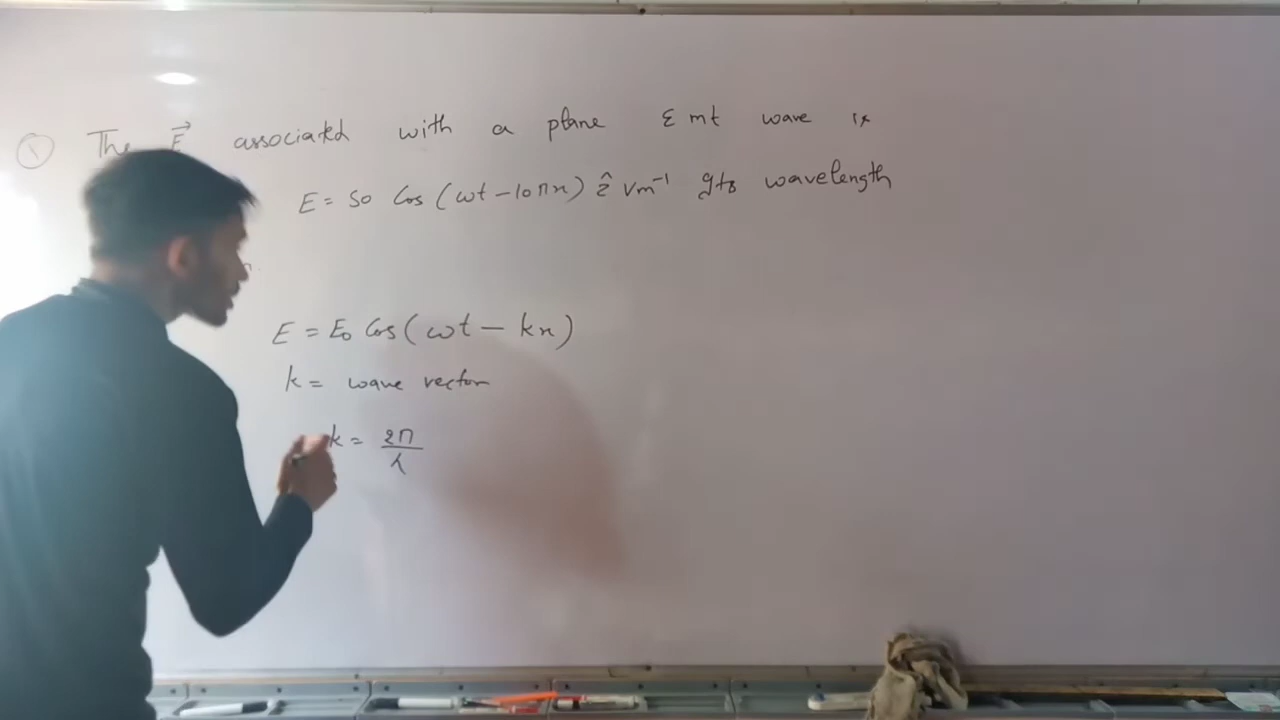 ① The E⃗ associated with a plane Emt wave is
E = 50 Cos (ωt – 10πx) ẑ Vm⁻¹ Its wavelength
E = E₀ Cos (ωt – kx)
k = wave vector
k = 2π/λ